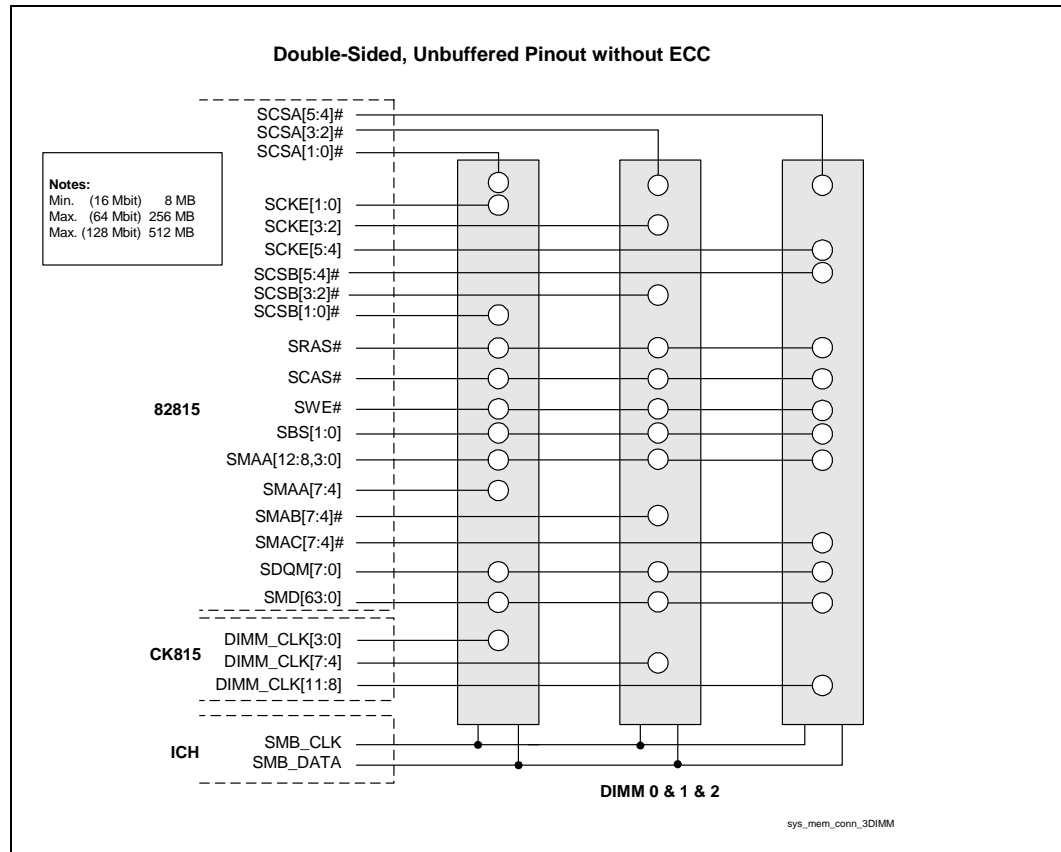 Double-Sided, Unbuffered Pinout without ECC
SCSA[5:4]#
SCSA[3:2]#
SCSA[1:0]#
Notes:
Min. (16 Mbit) 8 MB
Max. (64 Mbit) 256 MB
Max. (128 Mbit) 512 MB
SCKE[1:0]
SCKE[3:2]
SCKE[5:4]
SCSB[5:4]#
SCSB[3:2]#
SCSB[1:0]#
SRAS#
SCAS#
82815
SWE#
SBS[1:0]
SMAA[12:8,3:0]
SMAA[7:4]
SMAB[7:4]#
SMAC[7:4]#
SDQM[7:0]
SMD[63:0]
CK815
DIMM_CLK[3:0]
DIMM_CLK[7:4]
DIMM_CLK[11:8]
ICH
SMB_CLK
SMB_DATA
DIMM 0 & 1 & 2
sys_mem_conn_3DIMM